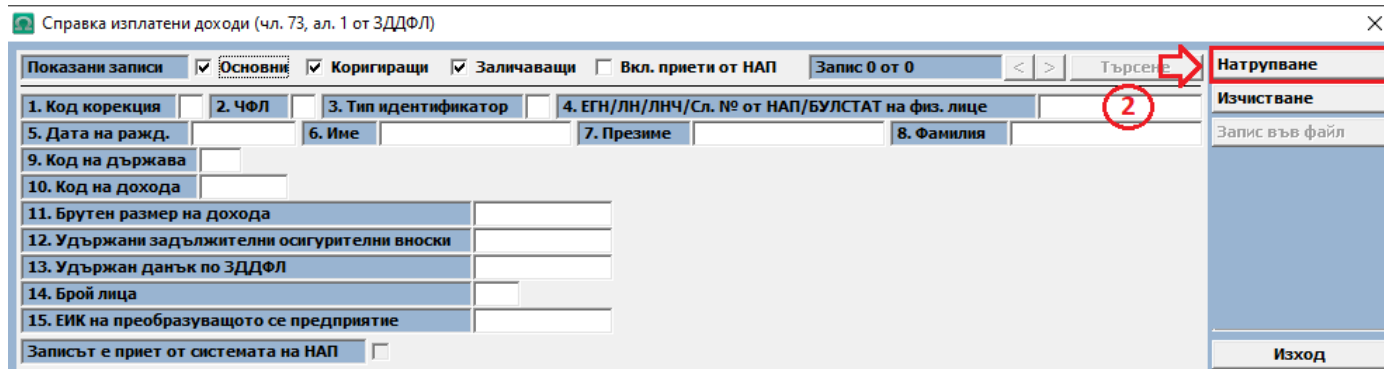 Справка изплатени доходи (чл. 73, ал. 1 от ЗДДФЛ)
Показани записи Основни Коригиращи Заличаващи Вкл. приети от НАП Запис 0 от 0 < > Търсене Натрупване
1. Код корекция 2. ЧФЛ 3. Тип идентификатор 4. ЕГН/ЛН/ЛНЧ/Сл. № от НАП/БУЛСТАТ на физ. лице 2 Изчистване
5. Дата на ражд. 6. Име 7. Презиме 8. Фамилия Запис във файл
9. Код на държава
10. Код на дохода
11. Брутен размер на дохода
12. Удържани задължителни осигурителни вноски
13. Удържан данък по ЗДДФЛ
14. Брой лица
15. ЕИК на преобразуващото се предприятие
Записът е приет от системата на НАП Изход